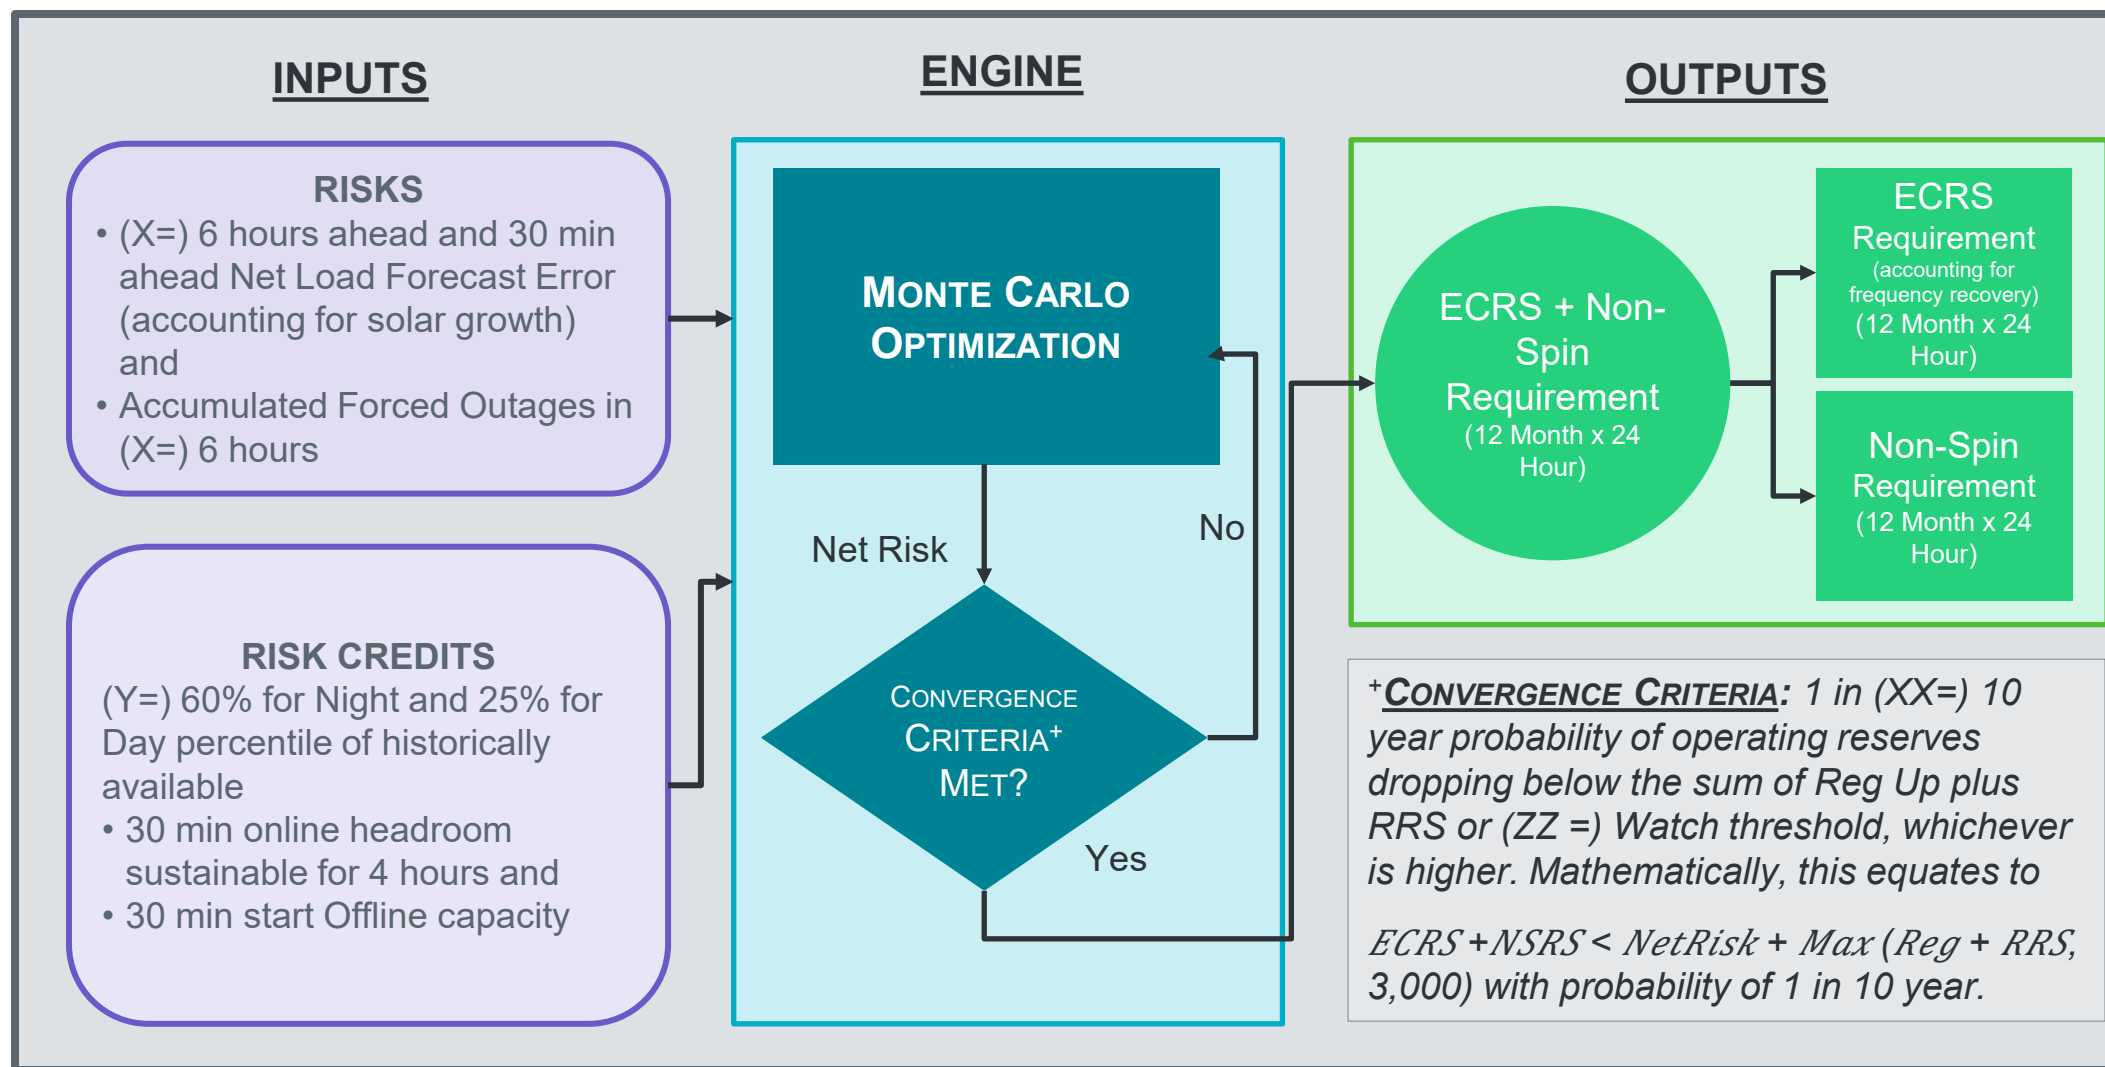 INPUTS
RISKS
• (X=) 6 hours ahead and 30 min
ahead Net Load Forecast Error
(accounting for solar growth)
and
• Accumulated Forced Outages in
(X=) 6 hours
RISK CREDITS
(Y=) 60% for Night and 25% for
Day percentile of historically
available
• 30 min online headroom
sustainable for 4 hours and
• 30 min start Offline capacity
ENGINE
MONTE CARLO
OPTIMIZATION
Net Risk
No
CONVERGENCE
CRITERIA+
MET?
Yes
OUTPUTS
ECRS + Non-
Spin
Requirement
(12 Month x 24
Hour)
ECRS
Requirement
(accounting for
frequency recovery)
(12 Month x 24
Hour)
Non-Spin
Requirement
(12 Month x 24
Hour)
+CONVERGENCE CRITERIA: 1 in (XX=) 10
year probability of operating reserves
dropping below the sum of Reg Up plus
RRS or (ZZ =) Watch threshold, whichever
is higher. Mathematically, this equates to
ECRS +NSRS < NetRisk + Max (Reg + RRS,
3,000) with probability of 1 in 10 year.